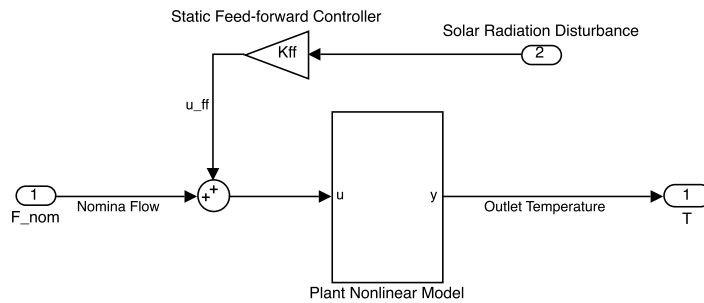 Static Feed-forward Controller
Solar Radiation Disturbance
Kff
2
u_ff
1
+
+
u
y
1
Nomina Flow
Outlet Temperature
F_nom
T
Plant Nonlinear Model